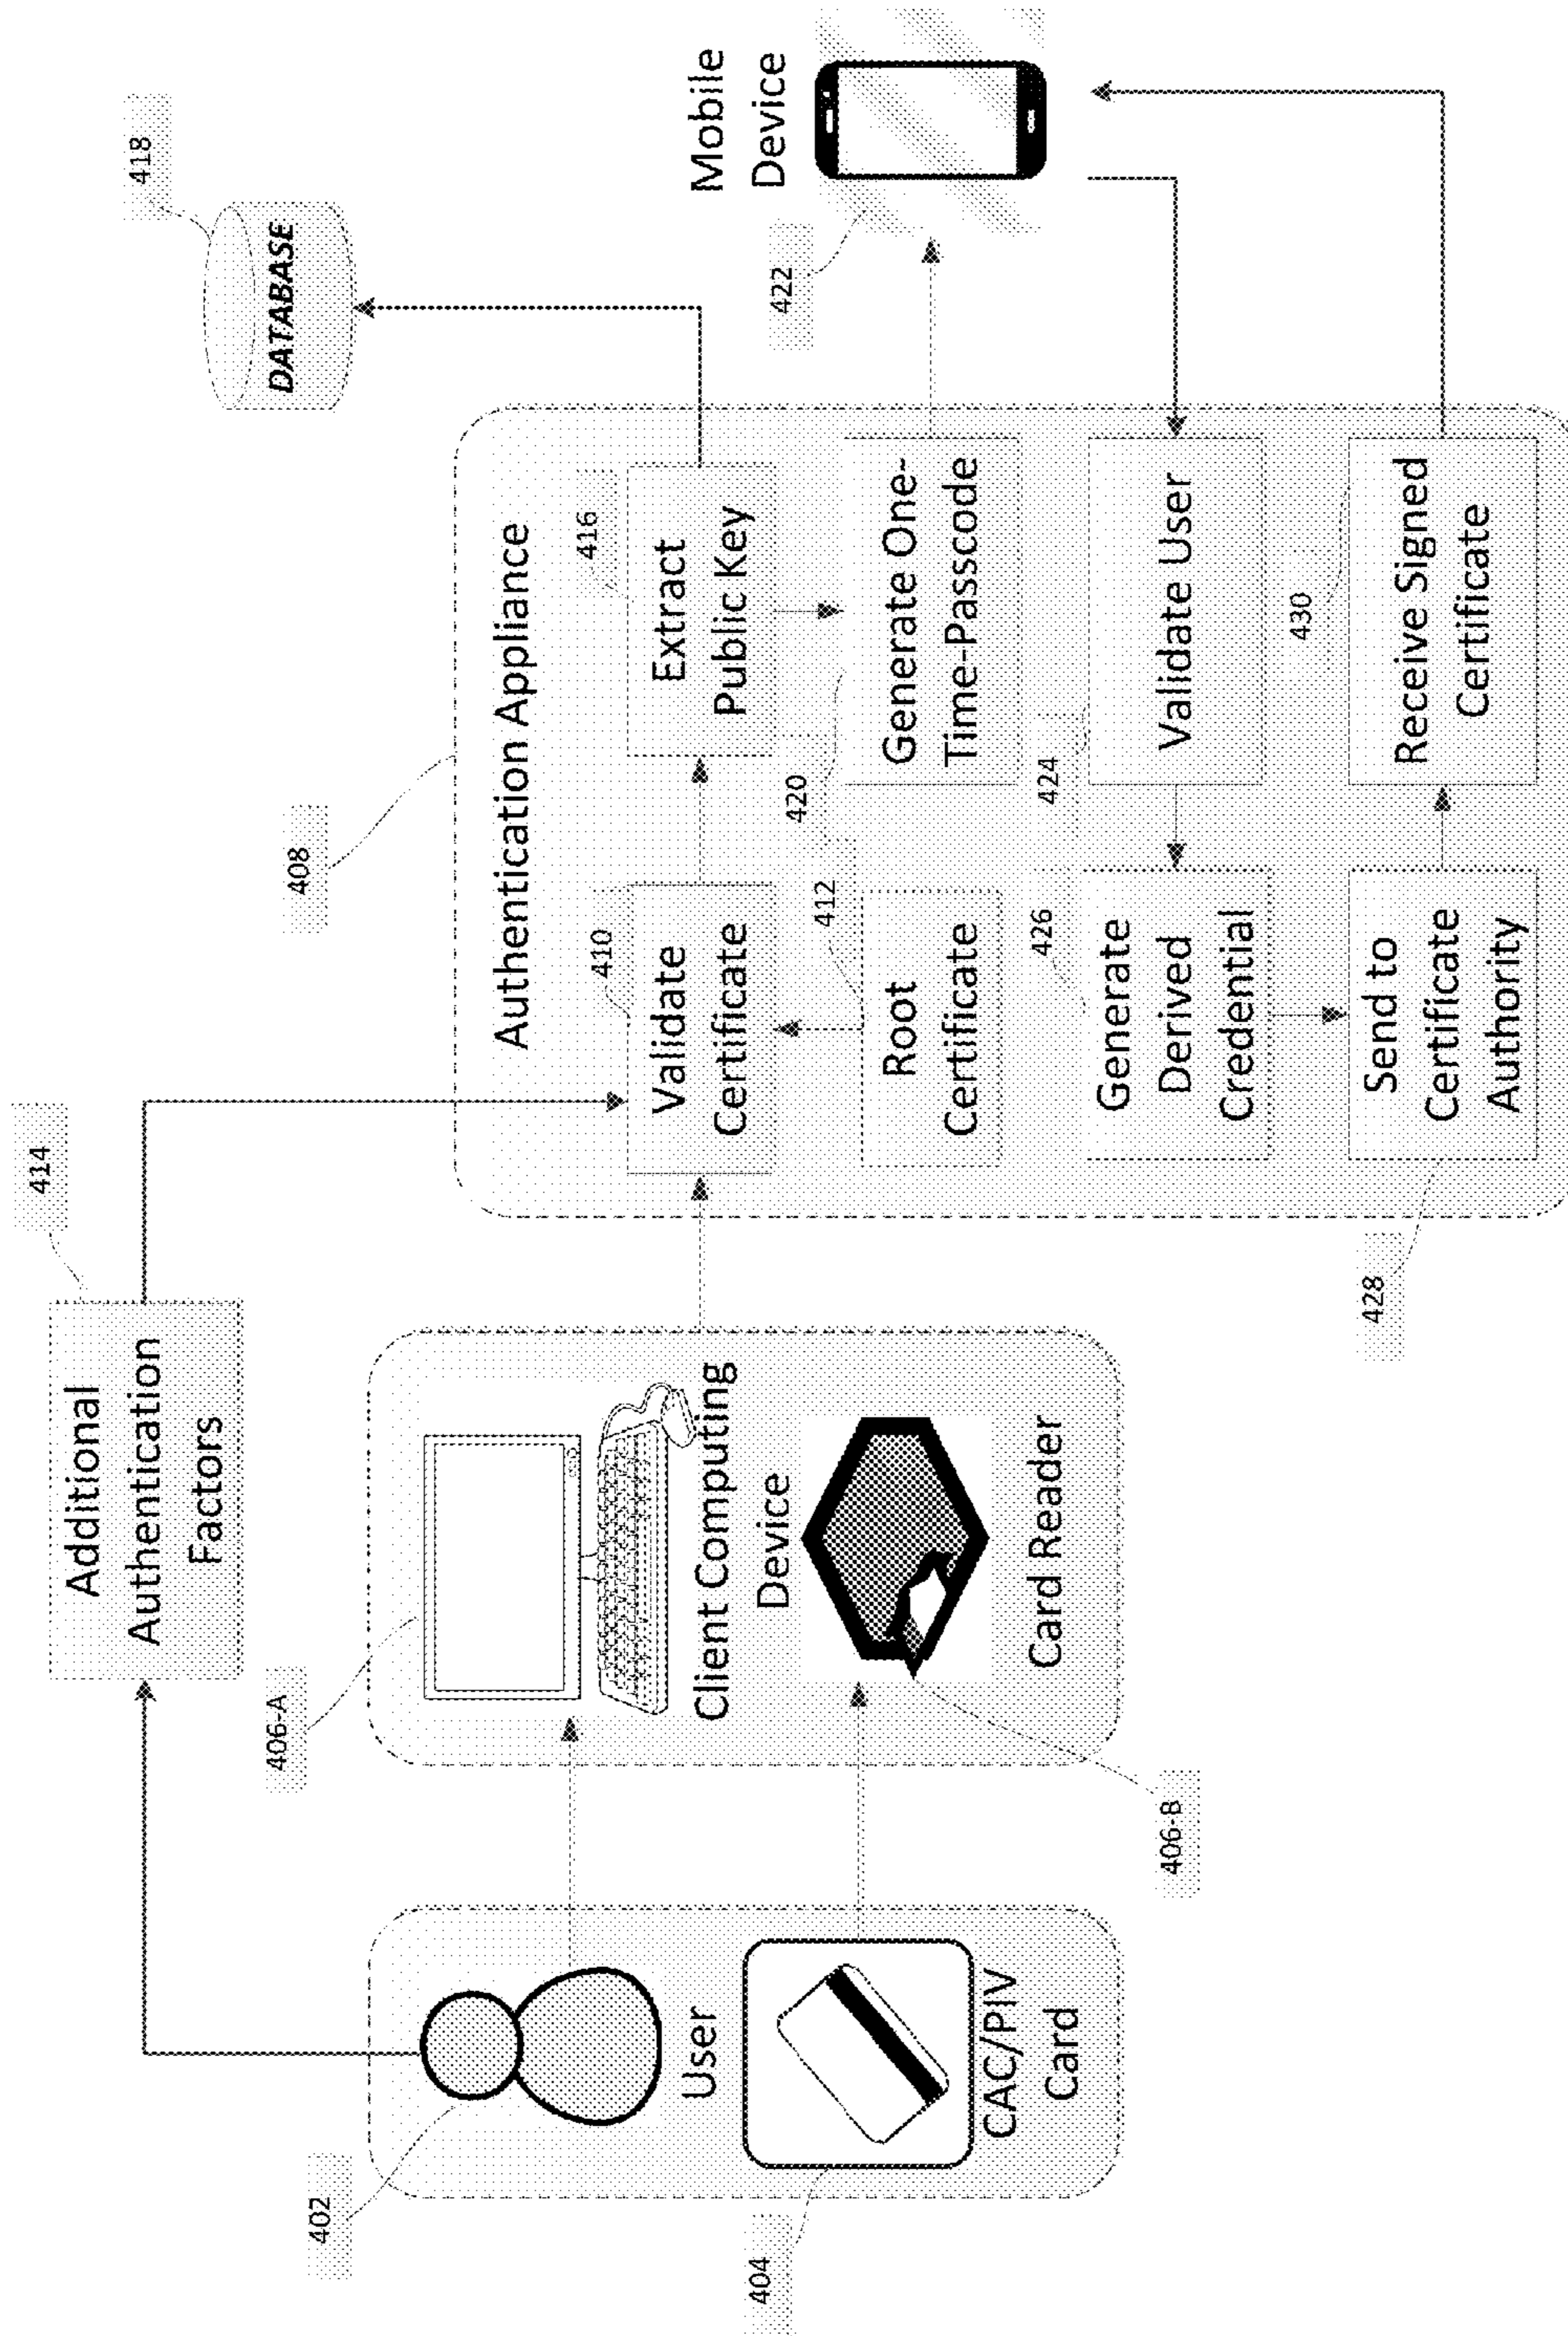 414
Additional
Authentication
Factors
418
DATABASE
402
User
404
CAC/PIV
Card
406-A
Client Computing
Device
406-B
Card Reader
408
Authentication Appliance
410
Validate
Certificate
416
Extract
Public Key
412
Root
Certificate
420
Generate One-
Time-Passcode
422
Mobile
Device
426
Generate
Derived
Credential
424
Validate User
428
Send to
Certificate
Authority
430
Receive Signed
Certificate